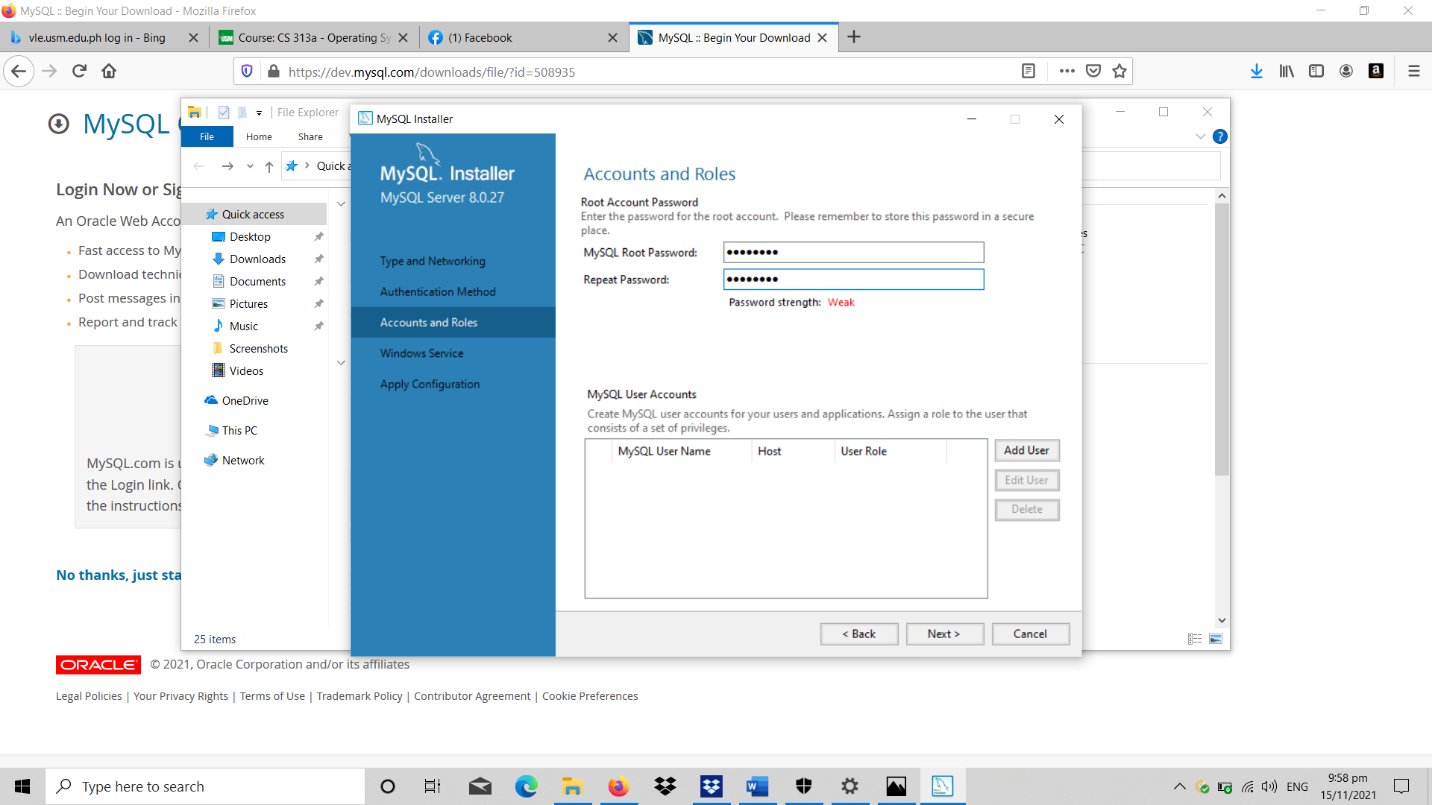 MySQL :: Begin Your Download - Mozilla Firefox
vle.usm.edu.ph log in - Bing
USM Course: CS 313a - Operating Sy
(1) Facebook
MySQL :: Begin Your Download
https://dev.mysql.com/downloads/file/?id=508935
MySQL
Login Now or Sig
An Oracle Web Acco
Fast access to My
Download techni
Post messages in
Report and track
MySQL.com is u
the Login link.
the instructions
No thanks, just sta
ORACLE © 2021, Oracle Corporation and/or its affiliates
Legal Policies | Your Privacy Rights | Terms of Use | Trademark Policy | Contributor Agreement | Cookie Preferences
File Explorer
File Home Share
Quick a
Quick access
Desktop
Downloads
Documents
Pictures
Music
Screenshots
Videos
OneDrive
This PC
Network
25 items
MySQL Installer
MySQL. Installer
MySQL Server 8.0.27
Type and Networking
Authentication Method
Accounts and Roles
Windows Service
Apply Configuration
Accounts and Roles
Root Account Password
Enter the password for the root account. Please remember to store this password in a secure
place.
MySQL Root Password: ●●●●●●●●
Repeat Password: ●●●●●●●●
Password strength: Weak
MySQL User Accounts
Create MySQL user accounts for your users and applications. Assign a role to the user that
consists of a set of privileges.
MySQL User Name Host User Role
Add User
Edit User
Delete
< Back Next > Cancel
Type here to search
ENG
9:58 pm
15/11/2021